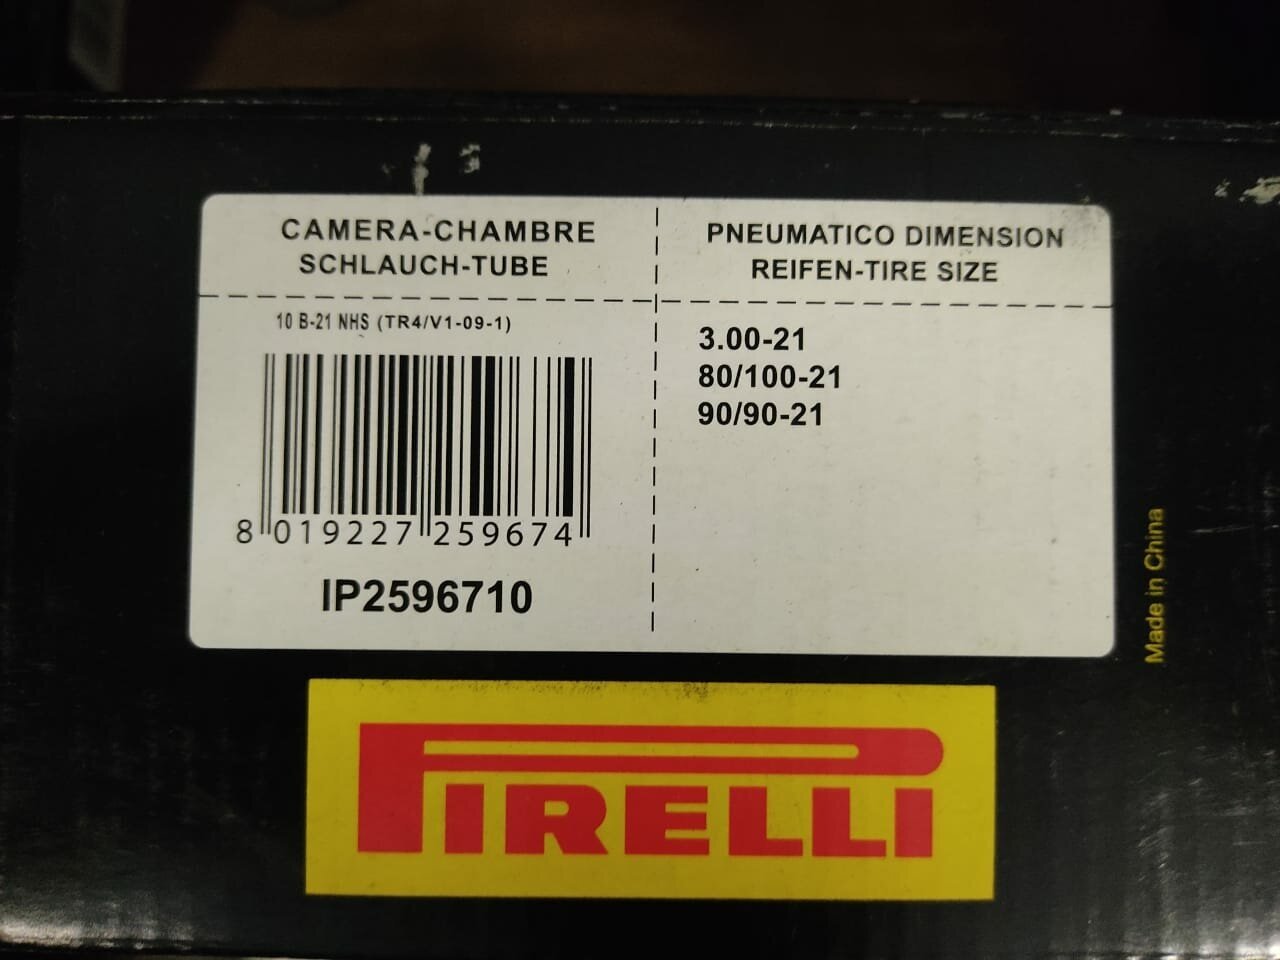 CAMERA-CHAMBRE
SCHLAUCH-TUBE
10 B-21 NHS (TR4/V1-09-1)
8 019227 259674
IP2596710
PNEUMATICO DIMENSION
REIFEN-TIRE SIZE
3.00-21
80/100-21
90/90-21
Made in China
PIRELLI